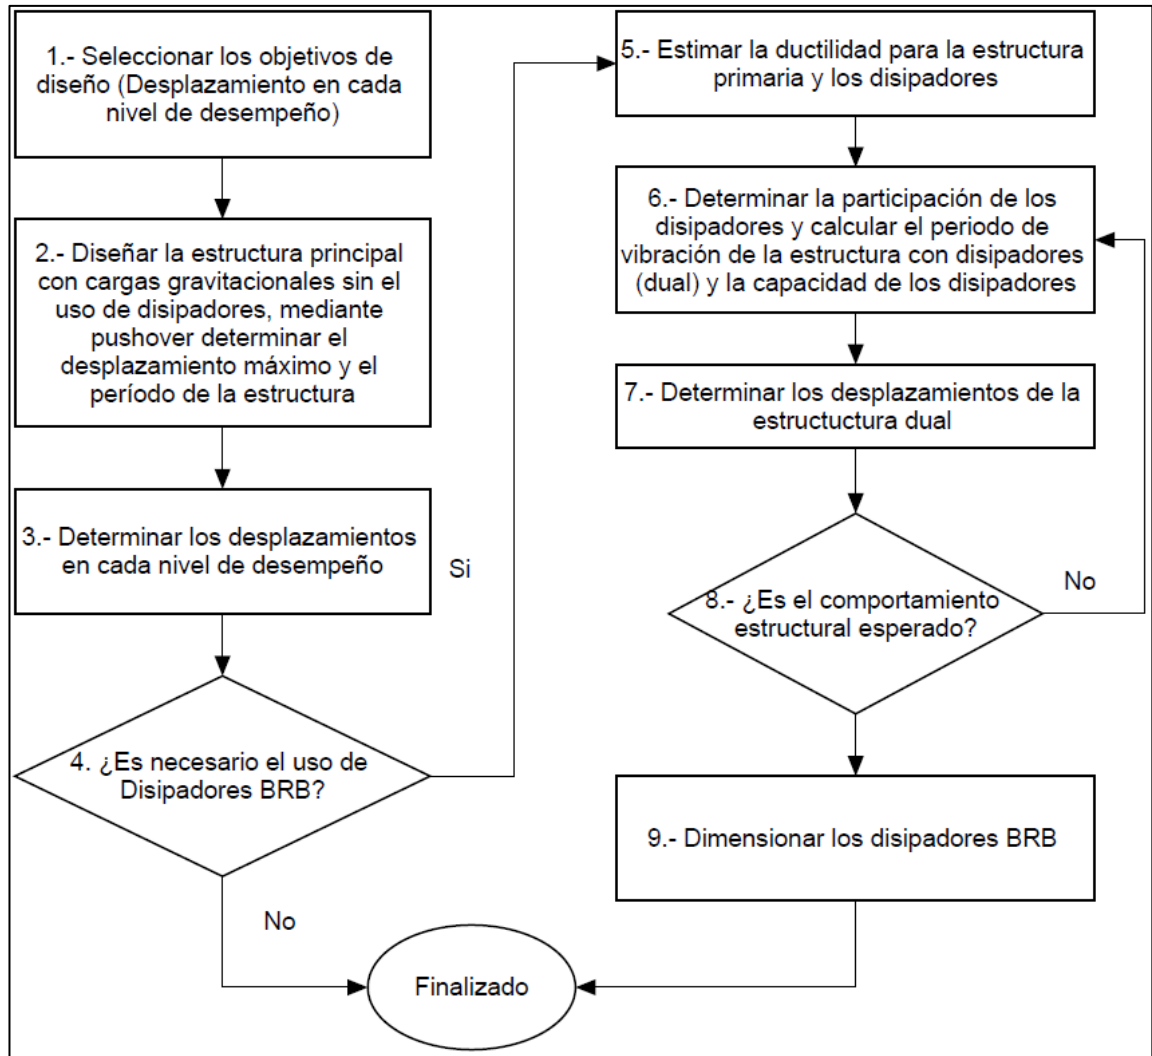 1.- Seleccionar los objetivos de
diseño (Desplazamiento en cada
nivel de desempeño)
2.- Diseñar la estructura principal
con cargas gravitacionales sin el
uso de disipadores, mediante
pushover determinar el
desplazamiento máximo y el
período de la estructura
3.- Determinar los desplazamientos
en cada nivel de desempeño
Si
4. ¿Es necesario el uso de
Disipadores BRB?
No
5.- Estimar la ductilidad para la estructura
primaria y los disipadores
6.- Determinar la participación de los
disipadores y calcular el periodo de
vibración de la estructura con disipadores
(dual) y la capacidad de los disipadores
7.- Determinar los desplazamientos de la
estructuctura dual
8.- ¿Es el comportamiento
estructural esperado?
No
9.- Dimensionar los disipadores BRB
Finalizado